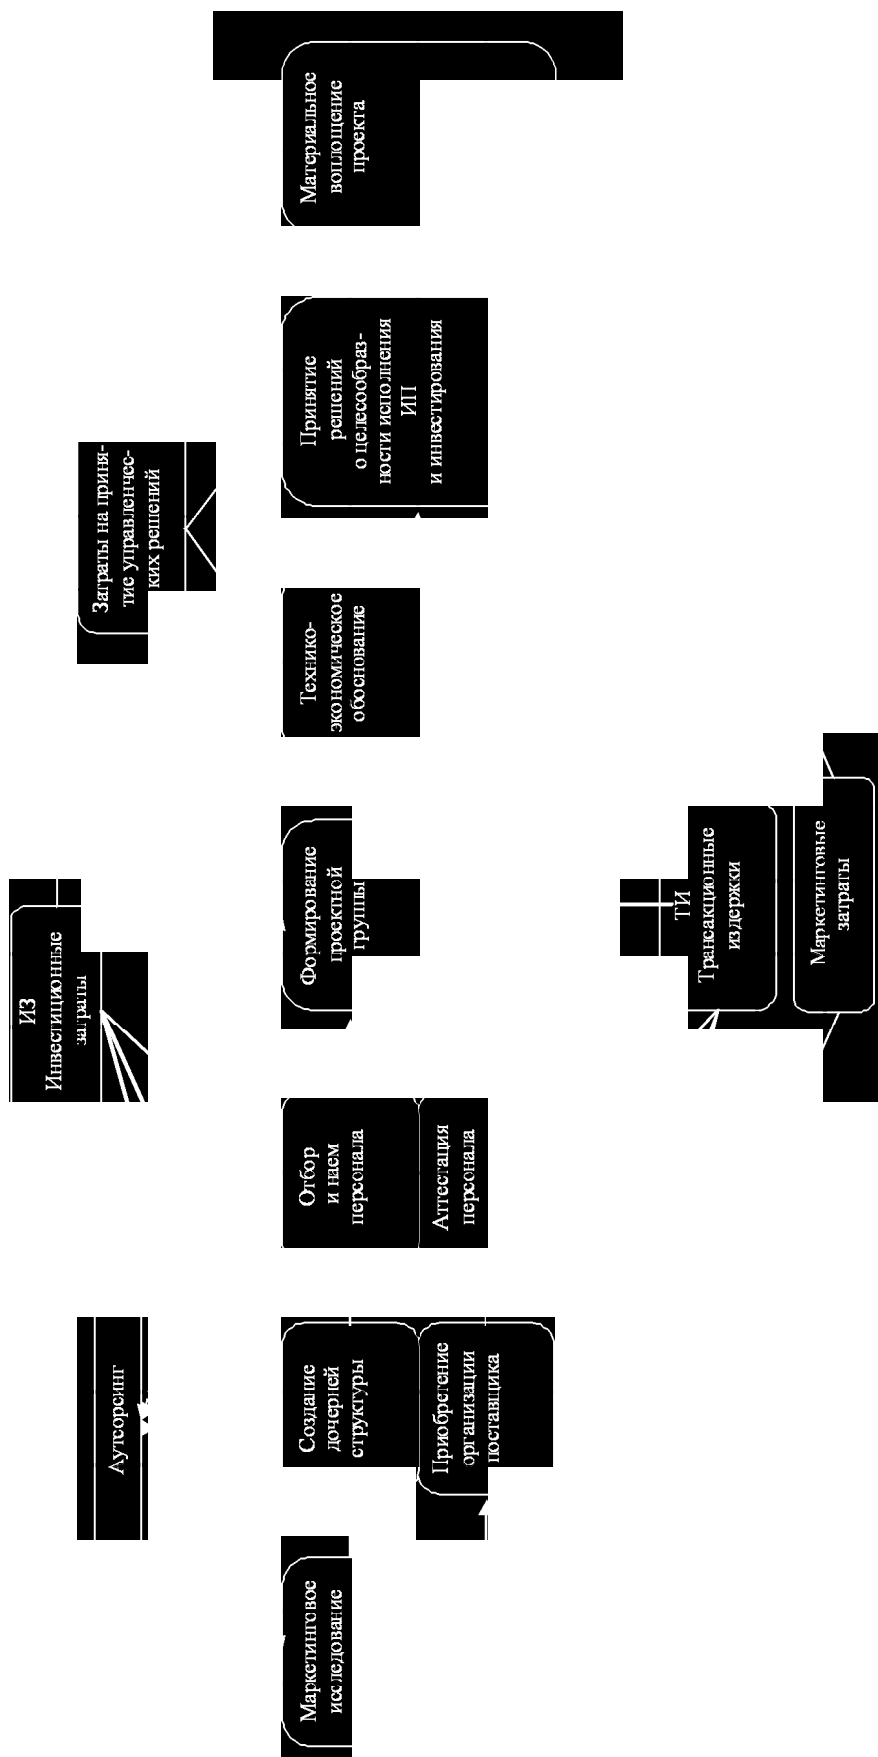 ИЗ
Инвестиционные
затраты
Аутсорсинг
Затраты на приня-
тие управленчес-
ких решений
Маркетинговое
исследование
Создание
дочерней
структуры
Отбор
и наем
персонала
Формирование
проектной
группы
Технико-
экономическое
обоснование
Принятие
решений
о целесообраз-
ности исполнения
ИП
и инвестирования
Материальное
воплощение
проекта
Приобретение
организации
поставщика
Аттестация
персонала
ТИ
Трансакционные
издержки
Маркетинговые
затраты